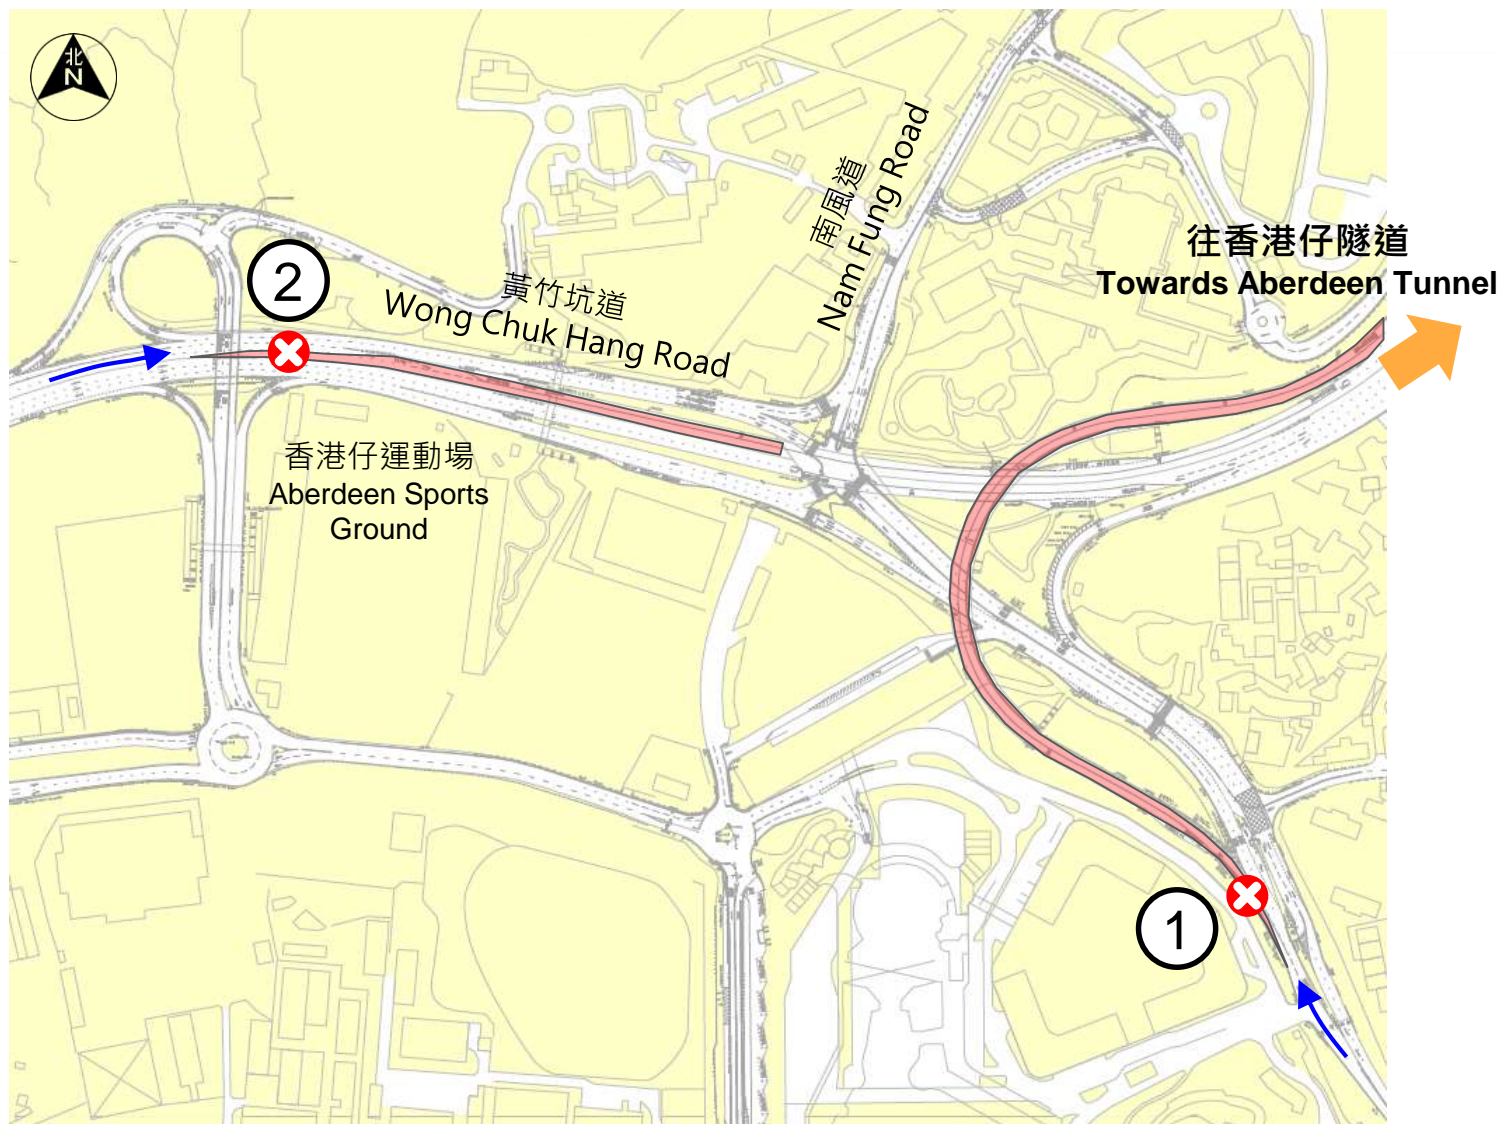 北
N
南風道
Nam Fung Road
往香港仔隧道
Towards Aberdeen Tunnel
2
黃竹坑道
Wong Chuk Hang Road
香港仔運動場
Aberdeen Sports
Ground
1